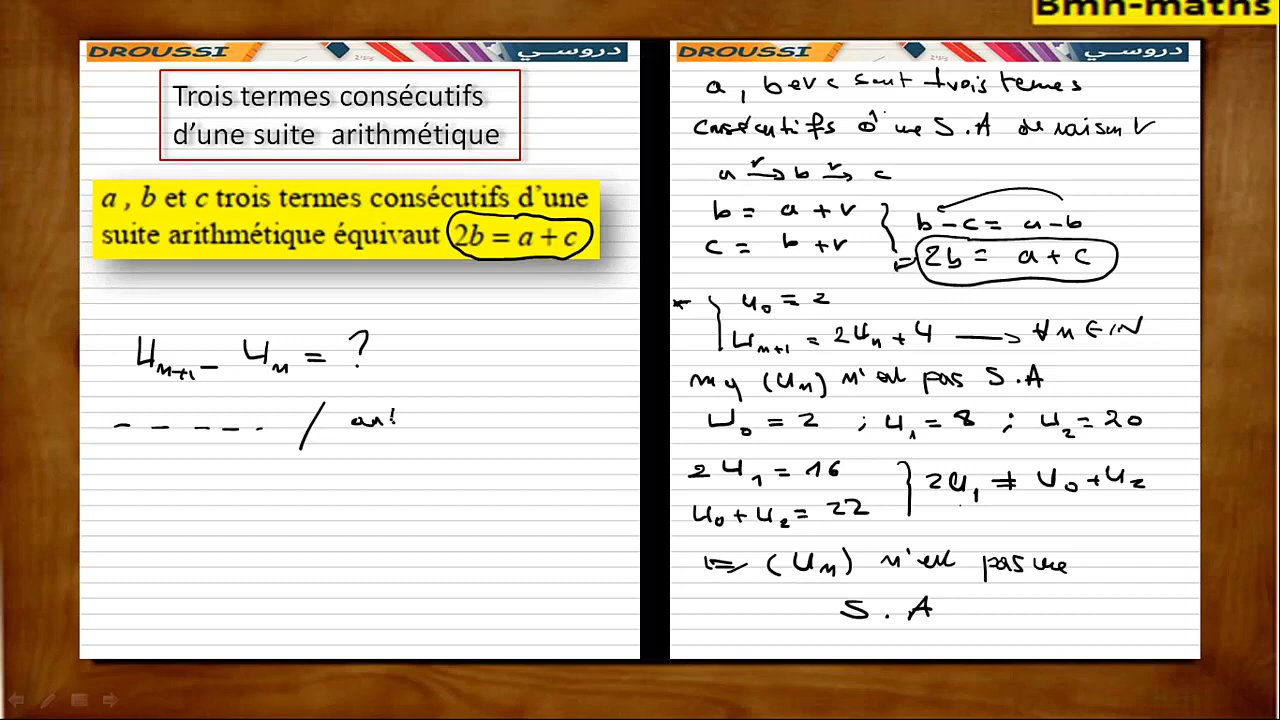 Bmh-maths
DROUSSI دروسي
Trois termes consécutifs
d'une suite arithmétique
a , b et c trois termes consécutifs d'une
suite arithmétique équivaut 2b = a + c
Uₙ₊₁ - Uₙ = ?
- - - - - /
DROUSSI دروسي
a , b et c sont trois termes
consécutifs d'une S.A de raison r
a →r b →r c
b = a + r
c = b + r
b - c = a - b
⇒ 2b = a + c
* { u₀ = 2
Uₙ₊₁ = 2Uₙ + 4 → ∀n ∈ IN
mq (Uₙ) n'est pas S.A
U₀ = 2 ; U₁ = 8 ; U₂ = 20
2U₁ = 16
U₀ + U₂ = 22
} 2U₁ ≠ U₀ + U₂
⇒ (Uₙ) n'est pas une
S . A